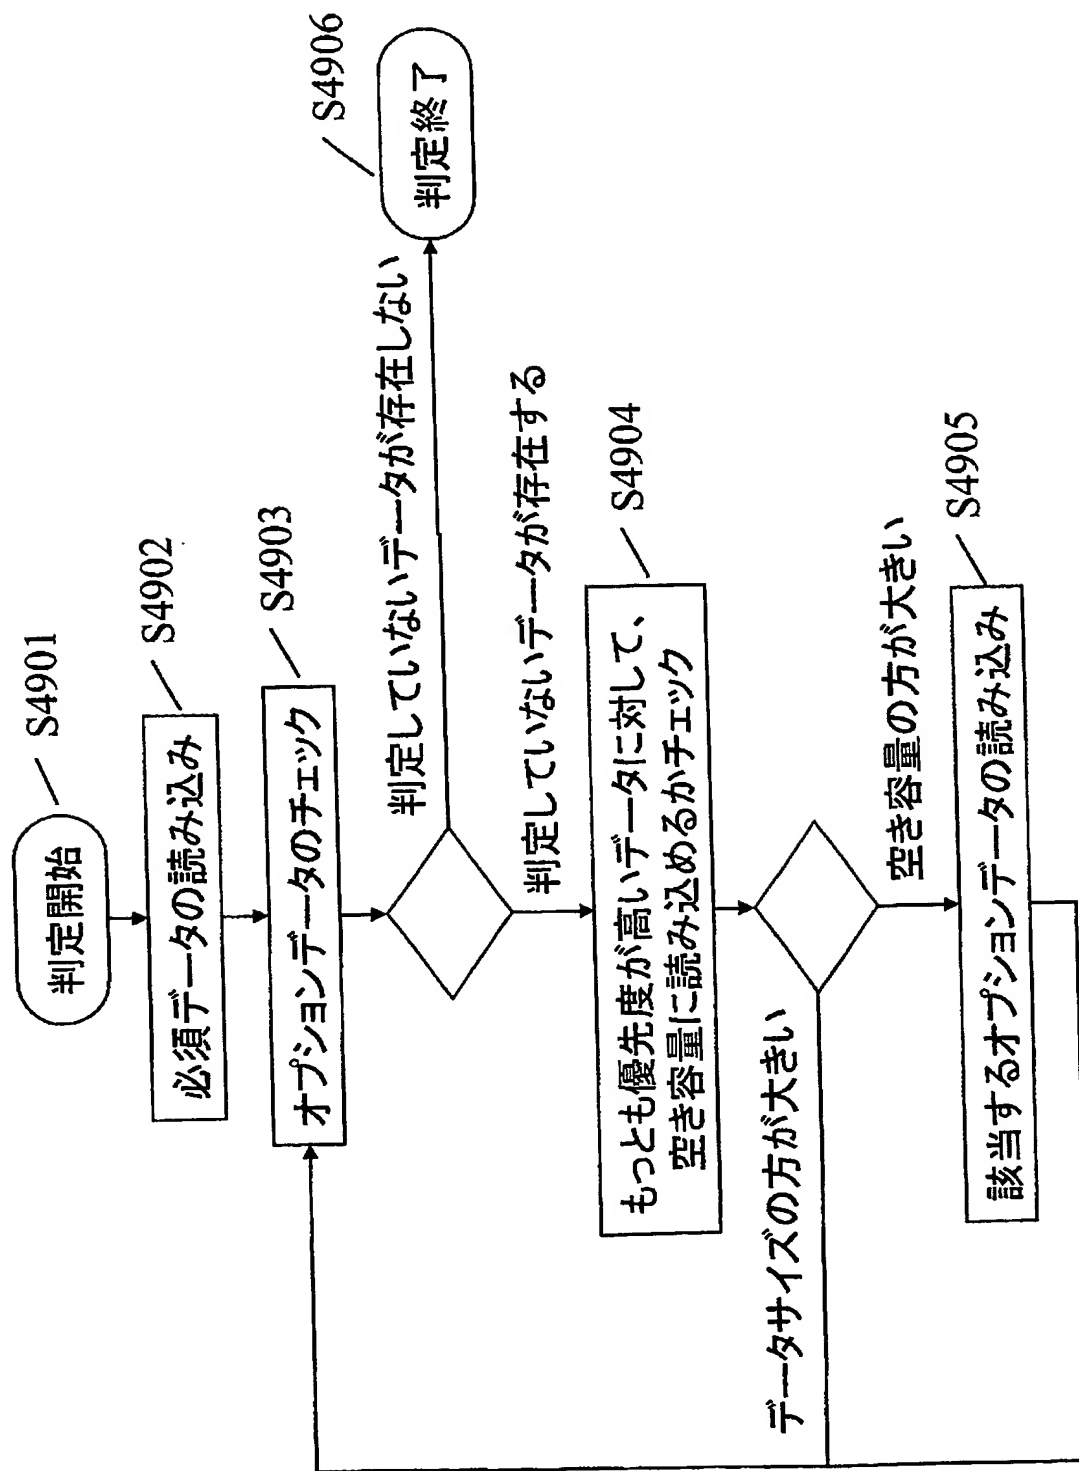 判定開始
S4901
必須データの読み込み
S4902
オプションデータのチェック
S4903
判定していないデータが存在しない
判定終了
S4906
判定していないデータが存在する
もっとも優先度が高いデータに対して、
空き容量に読み込めるかチェック
S4904
データサイズの方が大きい
空き容量の方が大きい
該当するオプションデータの読み込み
S4905